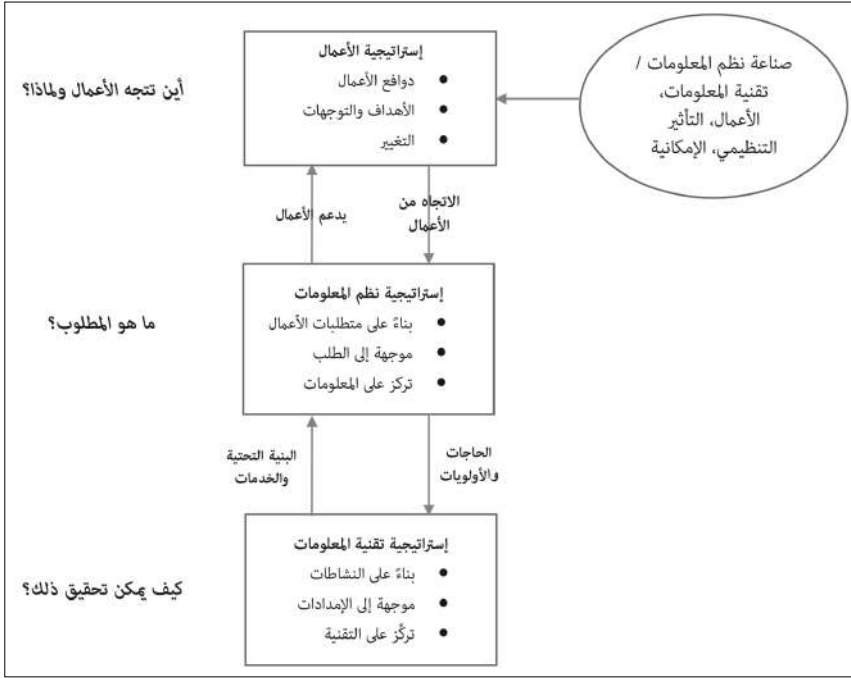 صناعة نظم المعلومات /
تقنية المعلومات،
الأعمال، التأثير
التنظيمي، الإمكانية
إستراتيجية الأعمال
● دوافع الأعمال
● الأهداف والتوجهات
● التغيير
أين تتجه الأعمال ولماذا؟
الاتجاه من
الأعمال
يدعم الأعمال
إستراتيجية نظم المعلومات
● بناءً على متطلبات الأعمال
● موجهة إلى الطلب
● تركز على المعلومات
ما هو المطلوب؟
الحاجات
والأولويات
البنية التحتية
والخدمات
إستراتيجية تقنية المعلومات
● بناءً على النشاطات
● موجهة إلى الإمدادات
● تركِّز على التقنية
كيف يمكن تحقيق ذلك؟